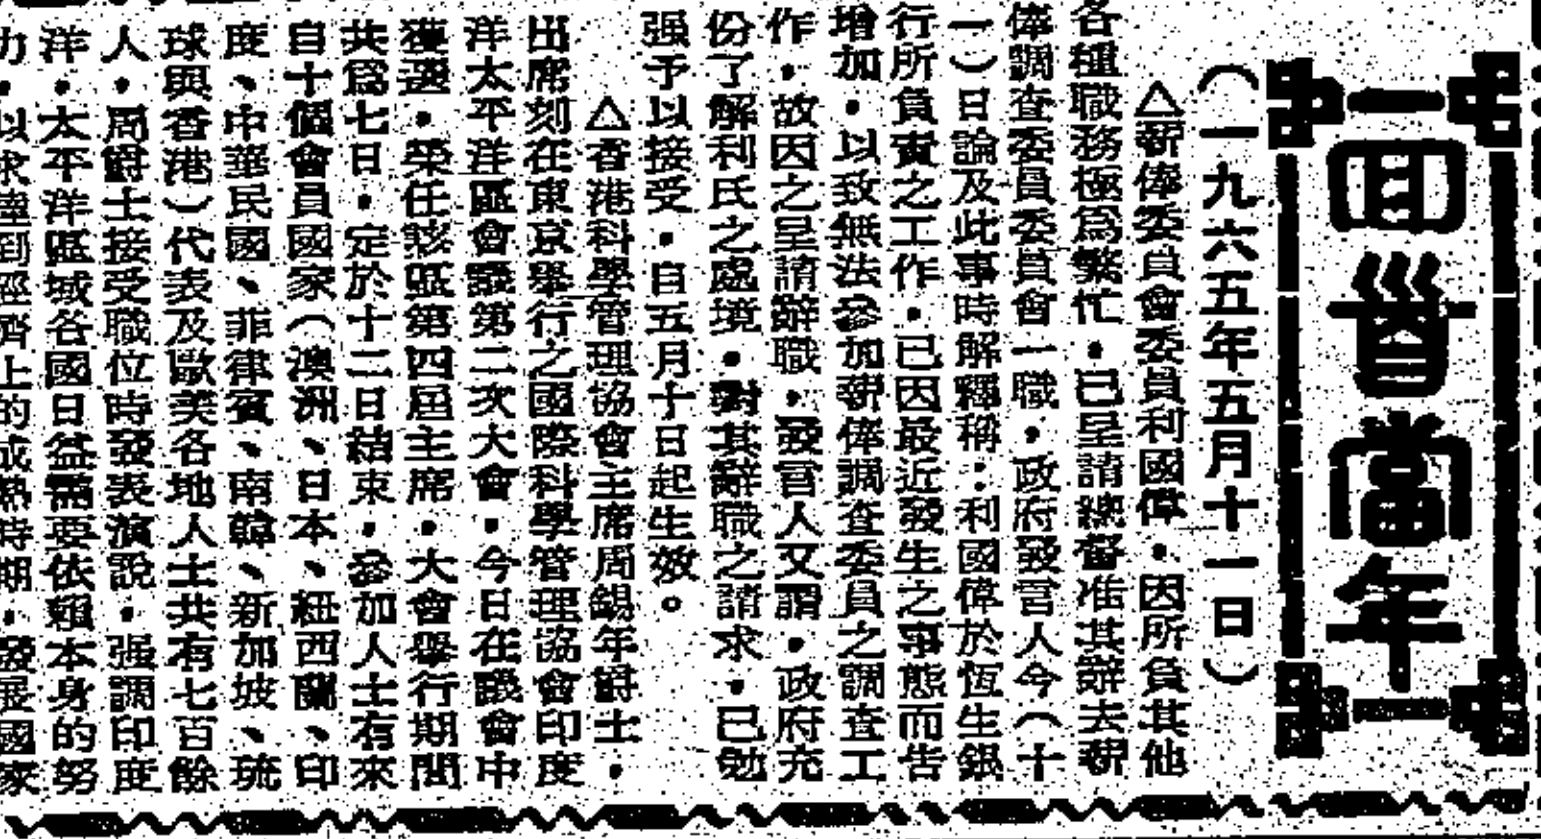 回首當年
（一九六五年五月十一日）
△薪俸委員會委員利國偉，因所負其他
各種職務極爲繁忙，已呈請總督准其辭去薪
俸調查委員委員會一職，政府發言人今（十
一）日論及此事時解釋稱：利國偉於恆生銀
行所負責之工作，已因最近發生之事態而告
增加，以致無法參加薪俸調查委員之調查工
作，故因之呈請辭職，發言人又謂，政府充
份了解利氏之處境，對其辭職之請求，已勉
强予以接受，自五月十日起生效。
△香港科學管理協會主席周錫年爵士，
出席刻在東京舉行之國際科學管理協會印度
洋太平洋區會議第二次大會，今日在議會中
獲選，榮任該區第四屆主席，大會舉行期間
共爲七日，定於十二日結束，參加人士有來
自十個會員國家（澳洲、日本、紐西蘭、印
度、中華民國、菲律賓、南韓、新加坡、琉
球與香港）代表及歐美各地人士共有七百餘
人，周爵士接受職位時發表演說，强調印度
洋，太平洋區域各國日益需要依賴本身的努
力，以求達到經濟上的成熟時期，發展國家